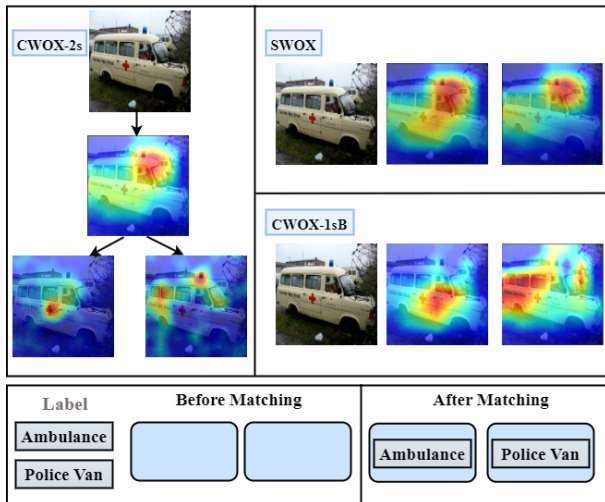 CWOX-2s
SWOX
CWOX-1sB
Label
Before Matching
After Matching
Ambulance
Police Van
Ambulance
Police Van